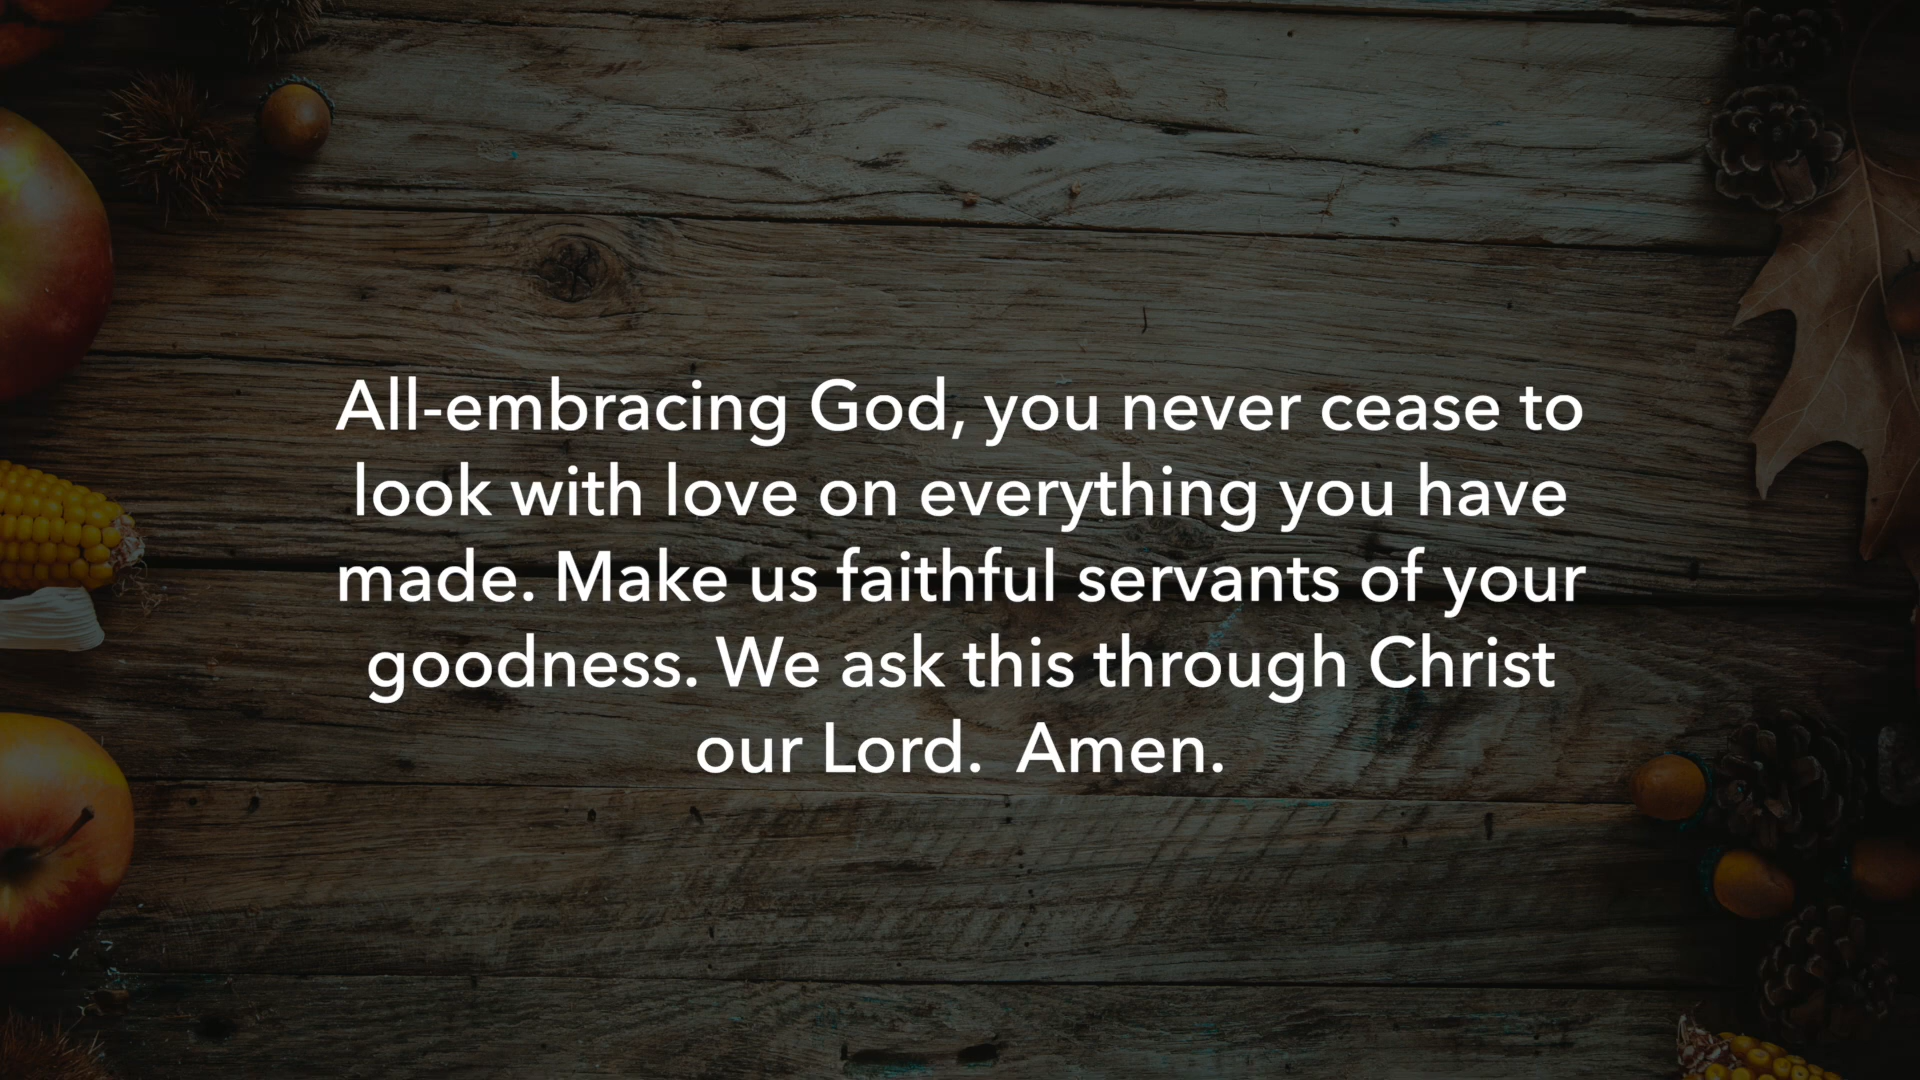 All-embracing God, you never cease to
look with love on everything you have
made. Make us faithful servants of your
goodness. We ask this through Christ
our Lord.  Amen.